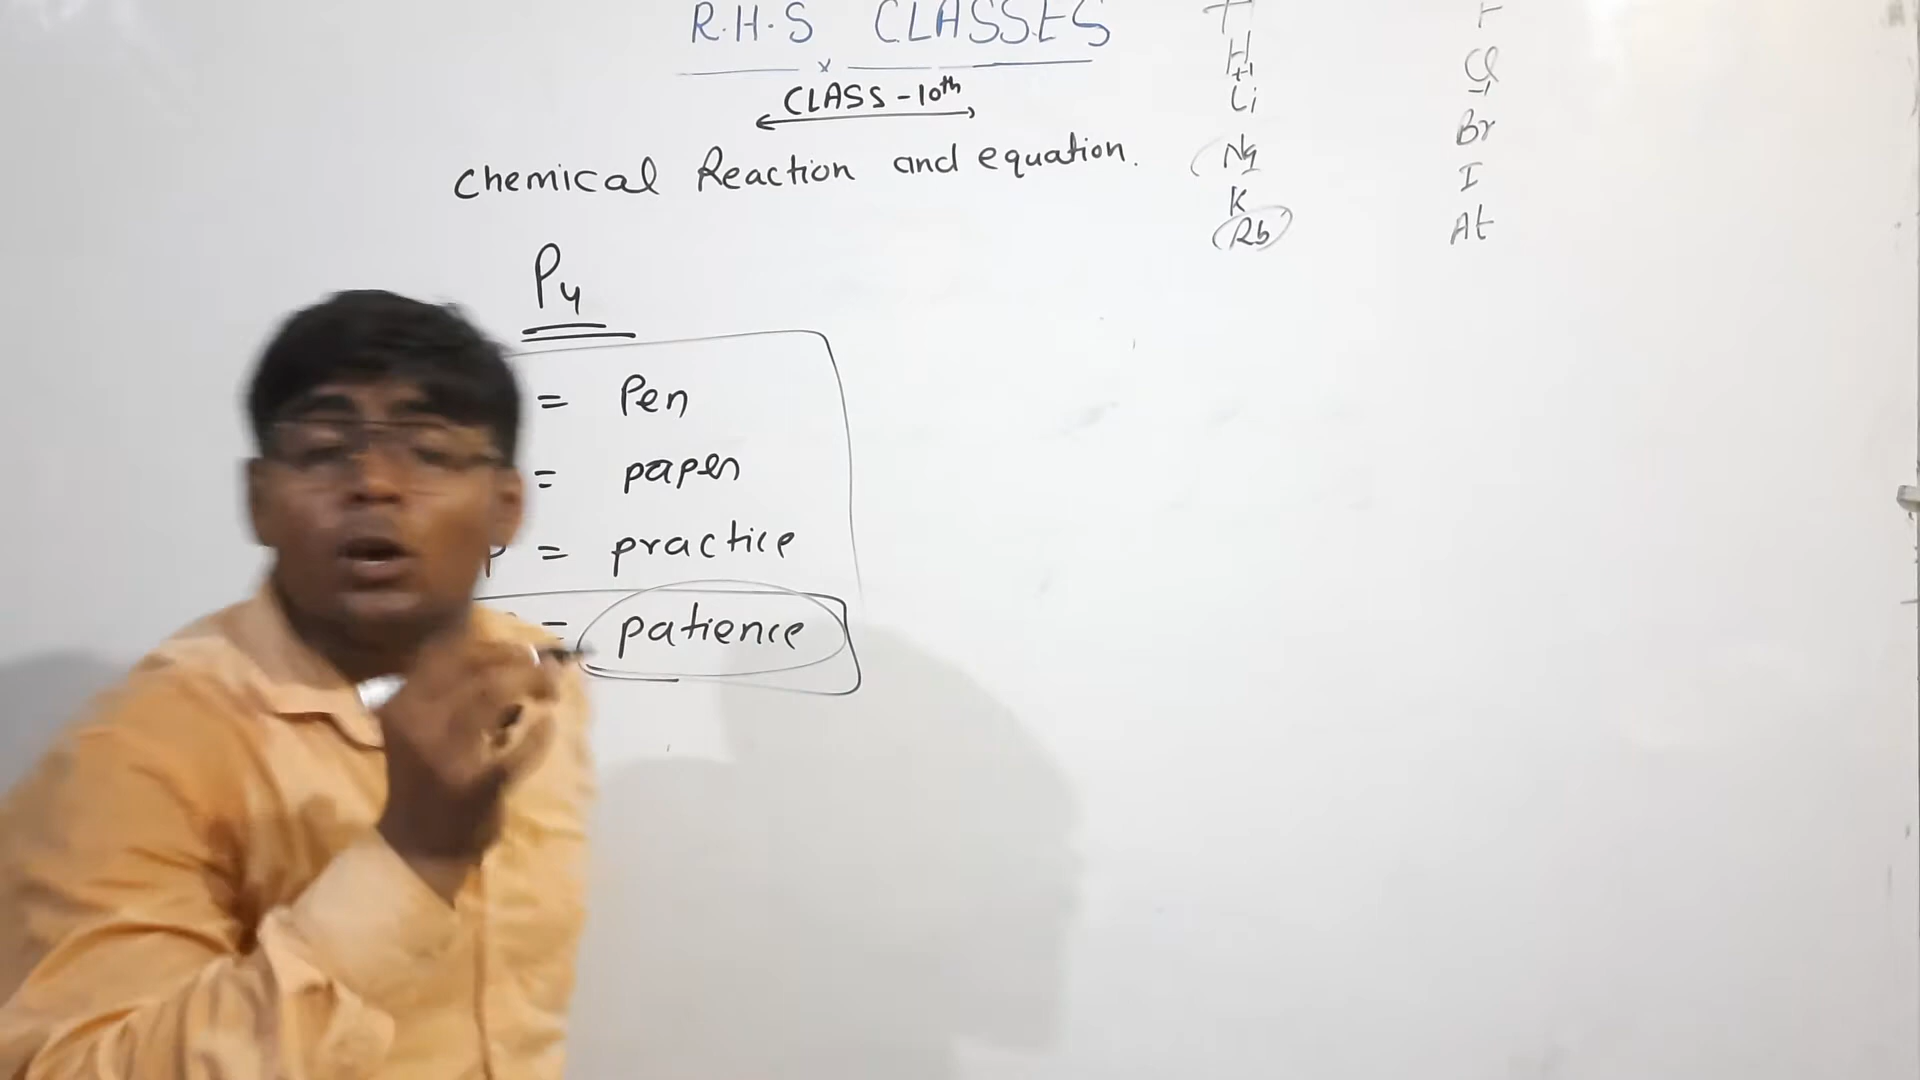 R.H.S CLASSES
x
CLASS-10th
Chemical Reaction and equation.
P4
= Pen
= paper
P = practice
= patience
H
+1
Li
Na
K
Rb
Cl
-1
Br
I
At